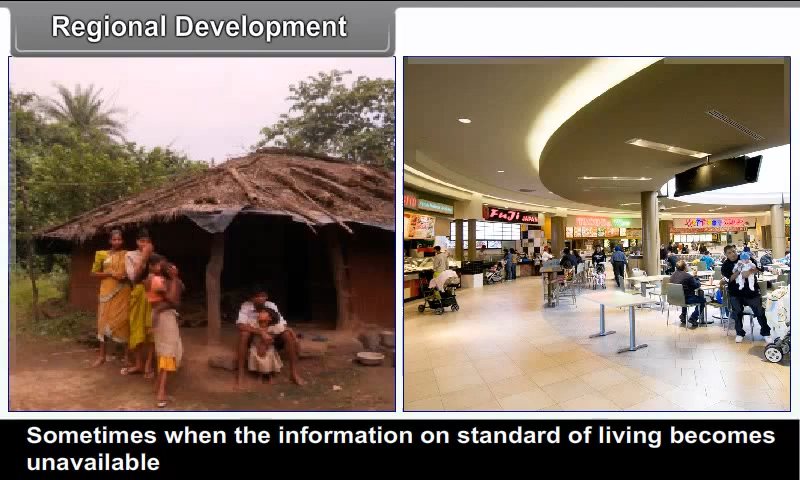 Regional Development
FUJI
Sometimes when the information on standard of living becomes
unavailable